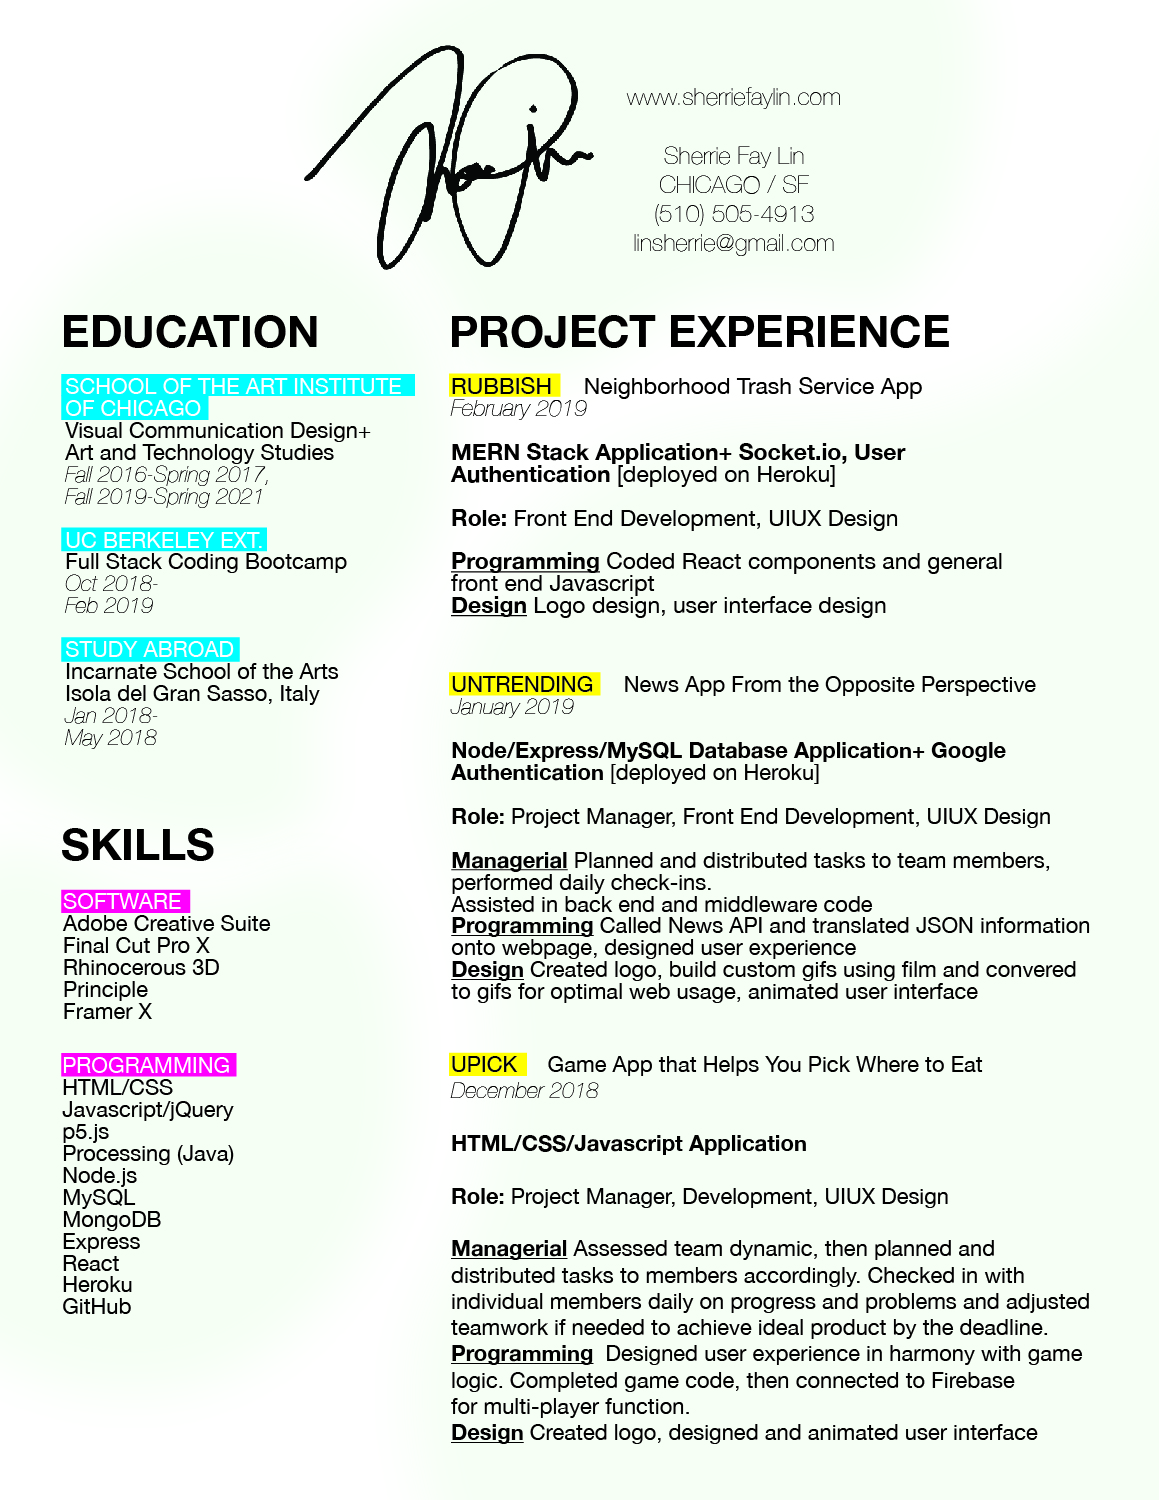 www.sherriefaylin.com
Sherrie Fay Lin
CHICAGO / SF
(510) 505-4913
linsherrie@gmail.com
EDUCATION
SCHOOL OF THE ART INSTITUTE
OF CHICAGO
Visual Communication Design+
Art and Technology Studies
Fall 2016-Spring 2017,
Fall 2019-Spring 2021
UC BERKELEY EXT.
Full Stack Coding Bootcamp
Oct 2018-
Feb 2019
STUDY ABROAD
Incarnate School of the Arts
Isola del Gran Sasso, Italy
Jan 2018-
May 2018
SKILLS
SOFTWARE
Adobe Creative Suite
Final Cut Pro X
Rhinocerous 3D
Principle
Framer X
PROGRAMMING
HTML/CSS
Javascript/jQuery
p5.js
Processing (Java)
Node.js
MySQL
MongoDB
Express
React
Heroku
GitHub
PROJECT EXPERIENCE
RUBBISH Neighborhood Trash Service App
February 2019
MERN Stack Application+ Socket.io, User
Authentication [deployed on Heroku]
Role: Front End Development, UIUX Design
Programming Coded React components and general
front end Javascript
Design Logo design, user interface design
UNTRENDING News App From the Opposite Perspective
January 2019
Node/Express/MySQL Database Application+ Google
Authentication [deployed on Heroku]
Role: Project Manager, Front End Development, UIUX Design
Managerial Planned and distributed tasks to team members,
performed daily check-ins.
Assisted in back end and middleware code
Programming Called News API and translated JSON information
onto webpage, designed user experience
Design Created logo, build custom gifs using film and convered
to gifs for optimal web usage, animated user interface
UPICK Game App that Helps You Pick Where to Eat
December 2018
HTML/CSS/Javascript Application
Role: Project Manager, Development, UIUX Design
Managerial Assessed team dynamic, then planned and
distributed tasks to members accordingly. Checked in with
individual members daily on progress and problems and adjusted
teamwork if needed to achieve ideal product by the deadline.
Programming Designed user experience in harmony with game
logic. Completed game code, then connected to Firebase
for multi-player function.
Design Created logo, designed and animated user interface